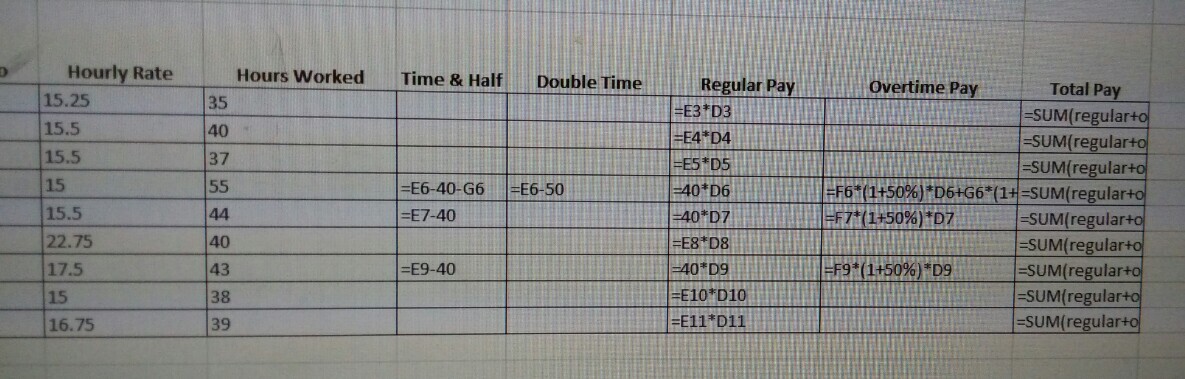 Hourly Rate Hours Worked Time & Half Double Time Regular Pay Overtime Pay Total Pay
15.25 35 =E3*D3 =SUM(regular+o
15.5 40 =E4*D4 =SUM(regular+o
15.5 37 =E5*D5 =SUM(regular+o
15 55 =E6-40-G6 =E6-50 =40*D6 =F6*(1+50%)*D6+G6*(1+ =SUM(regular+o
15.5 44 =E7-40 =40*D7 =F7*(1+50%)*D7 =SUM(regular+o
22.75 40 =E8*D8 =SUM(regular+o
17.5 43 =E9-40 =40*D9 =F9*(1+50%)*D9 =SUM(regular+o
15 38 =E10*D10 =SUM(regular+o
16.75 39 =E11*D11 =SUM(regular+o